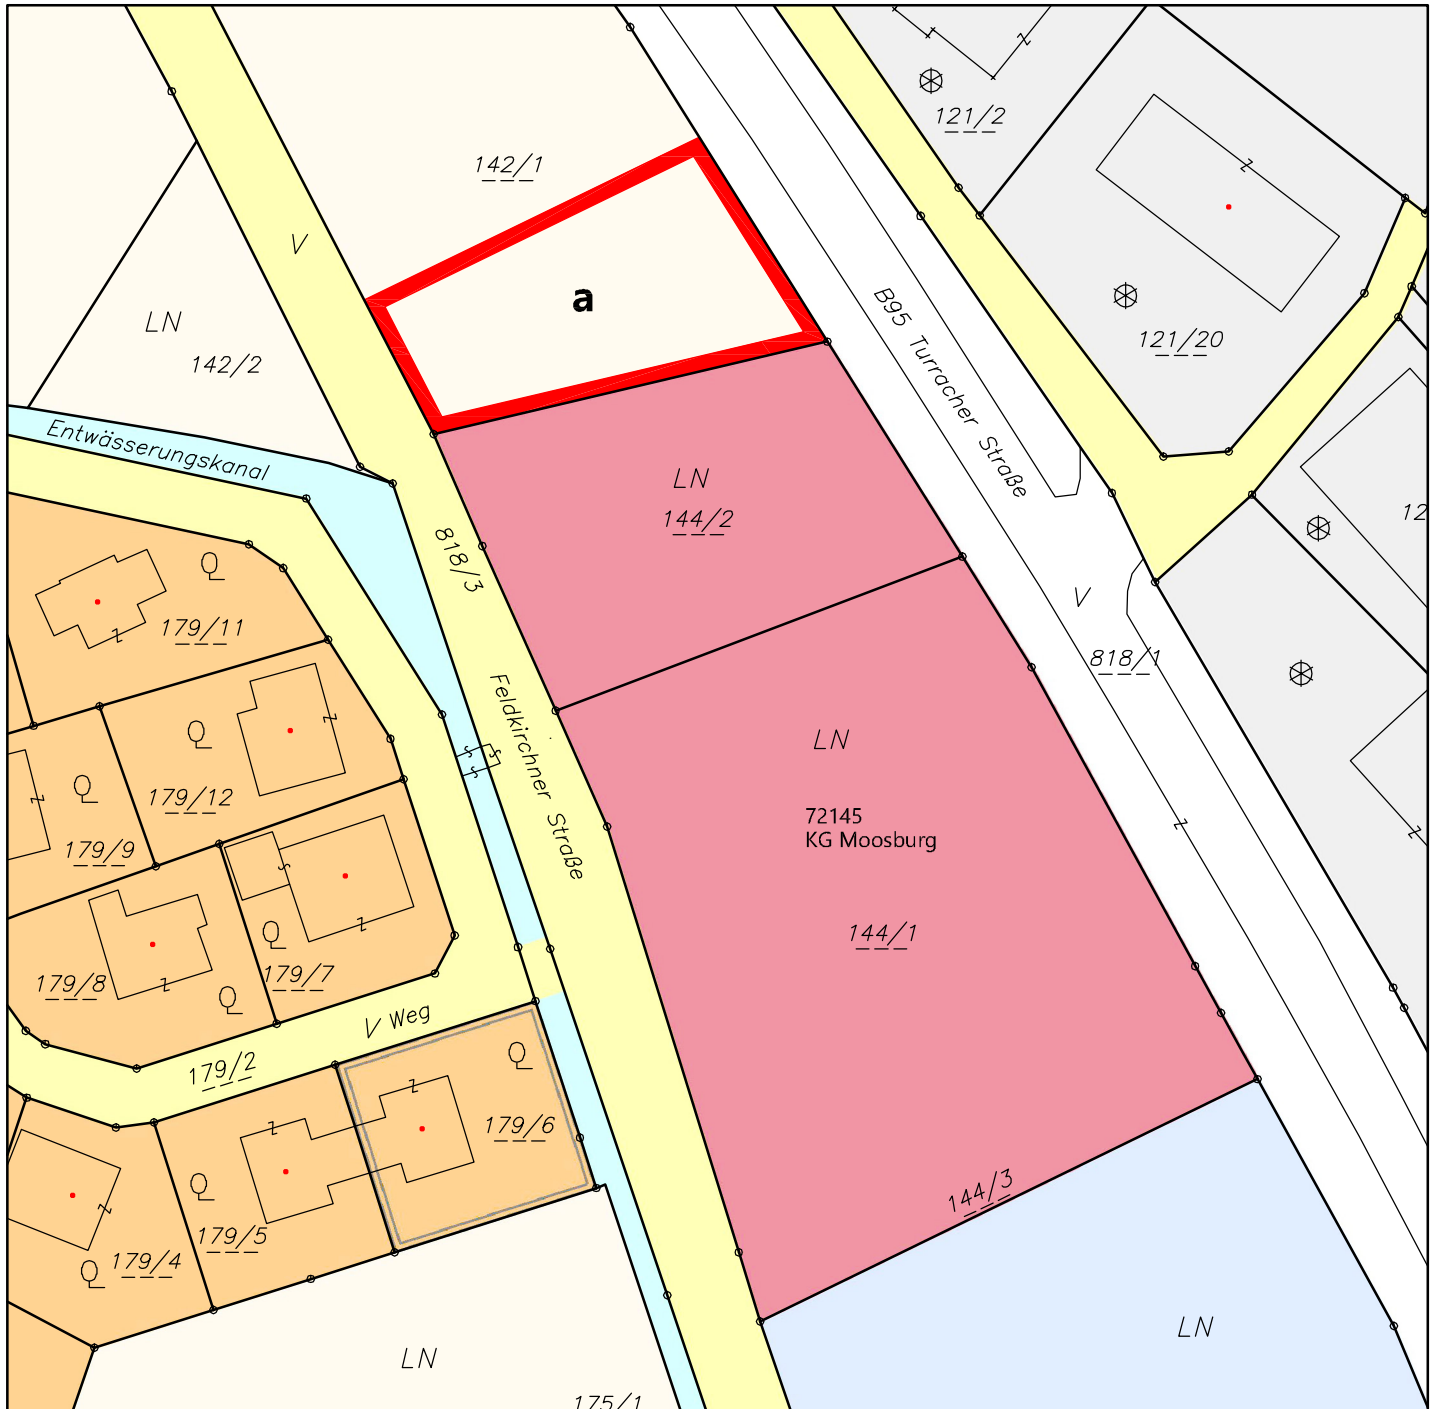 121/2
142/1
V
a
LN
142/2
B95 Turracher Straße
121/20
Entwässerungskanal
LN
144/2
12
818/3
179/11
V
818/1
Feldkirchner Straße
LN
179/12
72145
KG Moosburg
179/9
144/1
179/8
179/7
V Weg
179/2
179/6
144/3
179/5
179/4
LN
LN
175/1